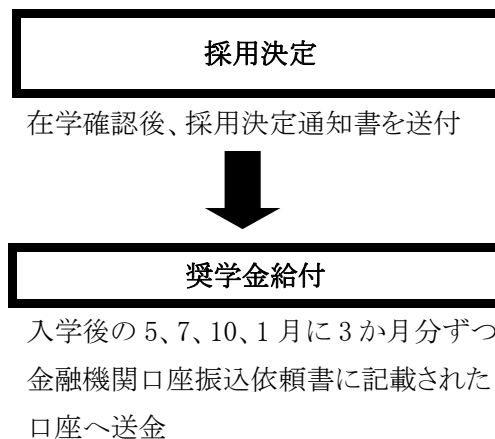 採用決定
在学確認後、採用決定通知書を送付
奨学金給付
入学後の 5、7、10、1 月に 3 か月分ずつ
金融機関口座振込依頼書に記載された
口座へ送金